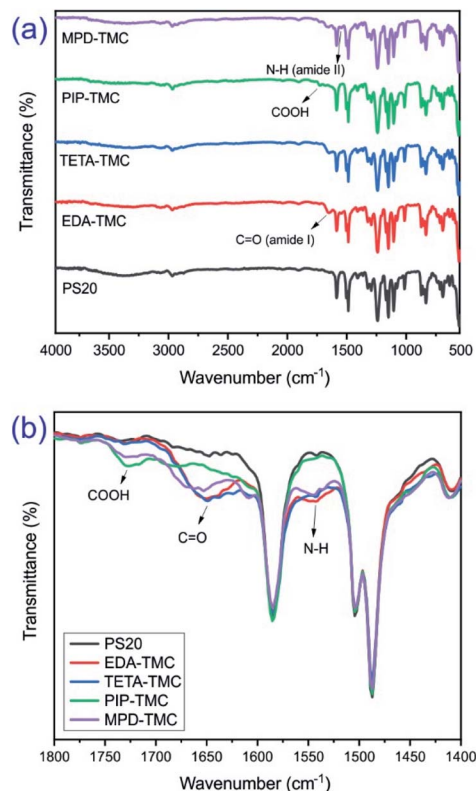 (a)
MPD-TMC
N-H (amide II)
PIP-TMC
COOH
TETA-TMC
EDA-TMC
C=O (amide I)
PS20
Transmittance (%)
4000 3500 3000 2500 2000 1500 1000 500
Wavenumber (cm-1)
(b)
COOH
C=O
N-H
Transmittance (%)
PS20
EDA-TMC
TETA-TMC
PIP-TMC
MPD-TMC
1800 1750 1700 1650 1600 1550 1500 1450 1400
Wavenumber (cm-1)